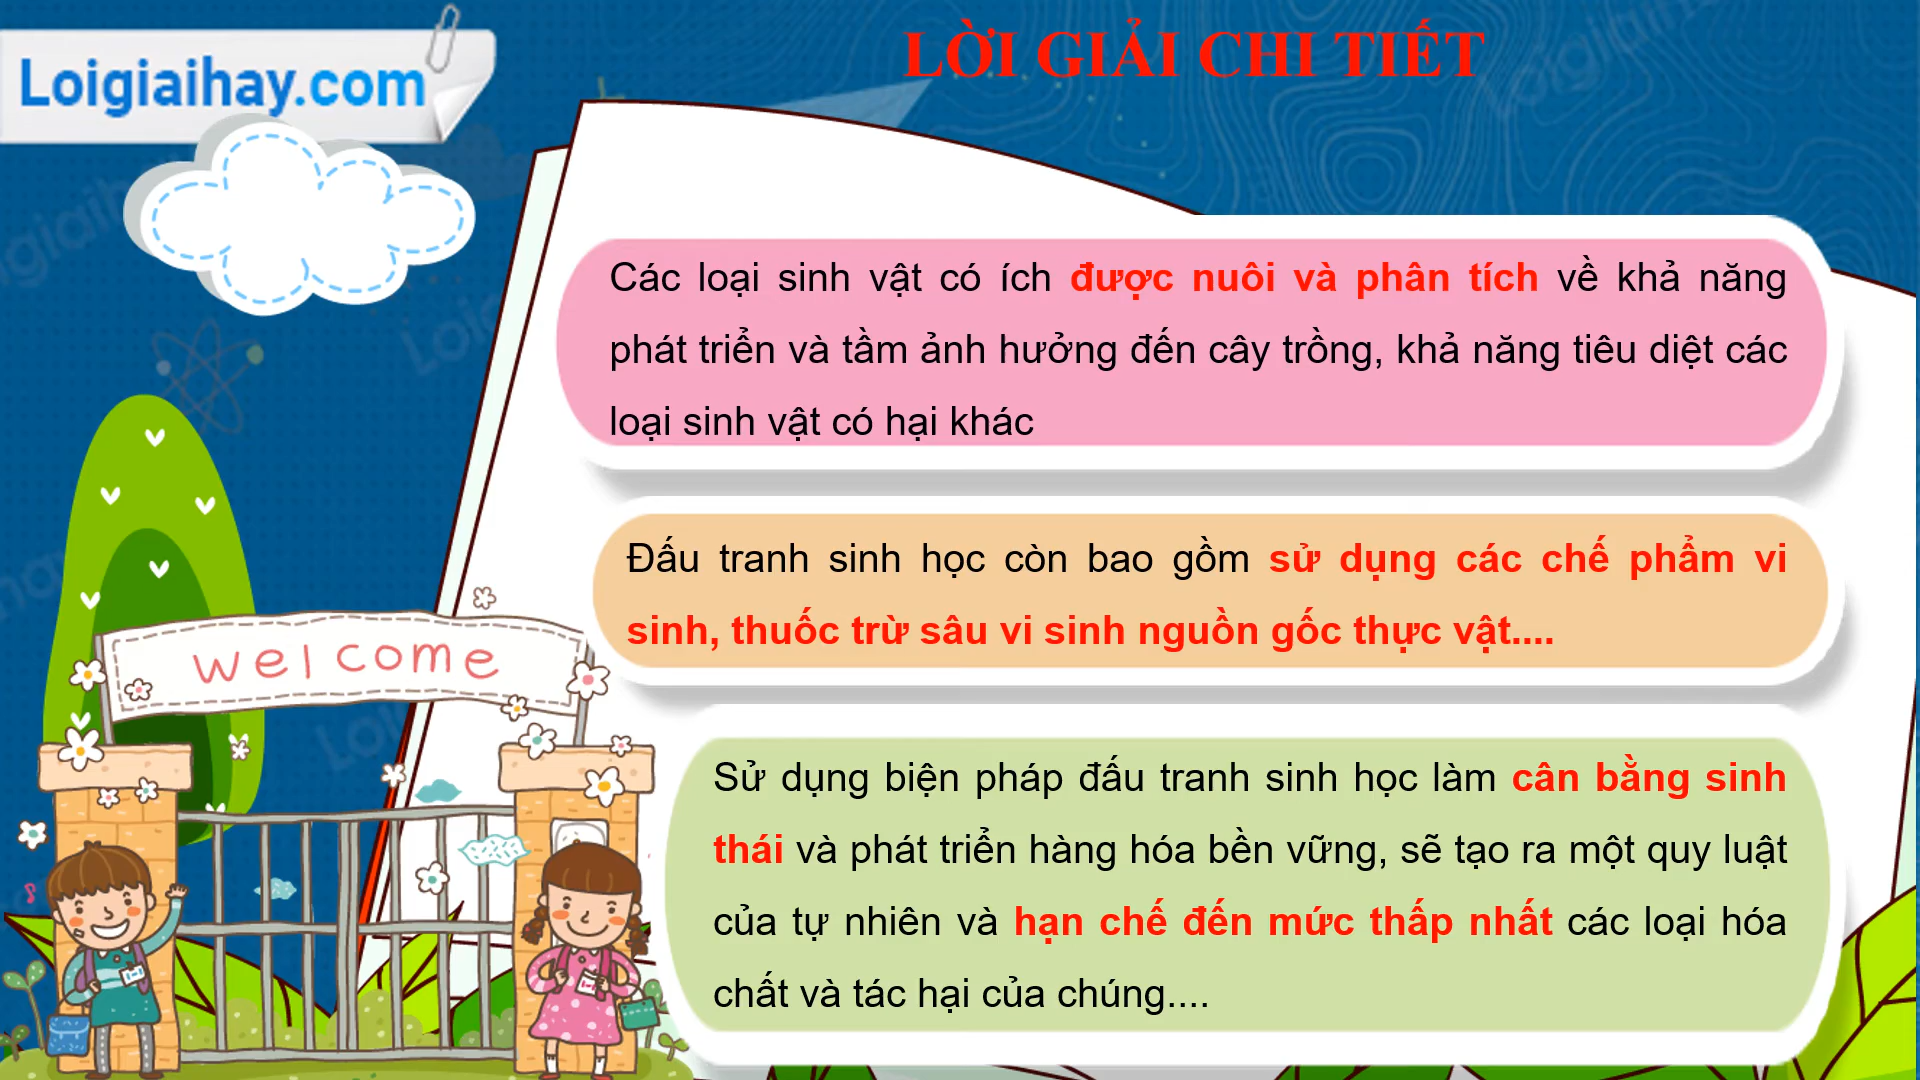 LỜI GIẢI CHI TIẾT
Loigiaihay.com
Các loại sinh vật có ích được nuôi và phân tích về khả năng
phát triển và tầm ảnh hưởng đến cây trồng, khả năng tiêu diệt các
loại sinh vật có hại khác
Đấu tranh sinh học còn bao gồm sử dụng các chế phẩm vi
sinh, thuốc trừ sâu vi sinh nguồn gốc thực vật....
welcome
Sử dụng biện pháp đấu tranh sinh học làm cân bằng sinh
thái và phát triển hàng hóa bền vững, sẽ tạo ra một quy luật
của tự nhiên và hạn chế đến mức thấp nhất các loại hóa
chất và tác hại của chúng....